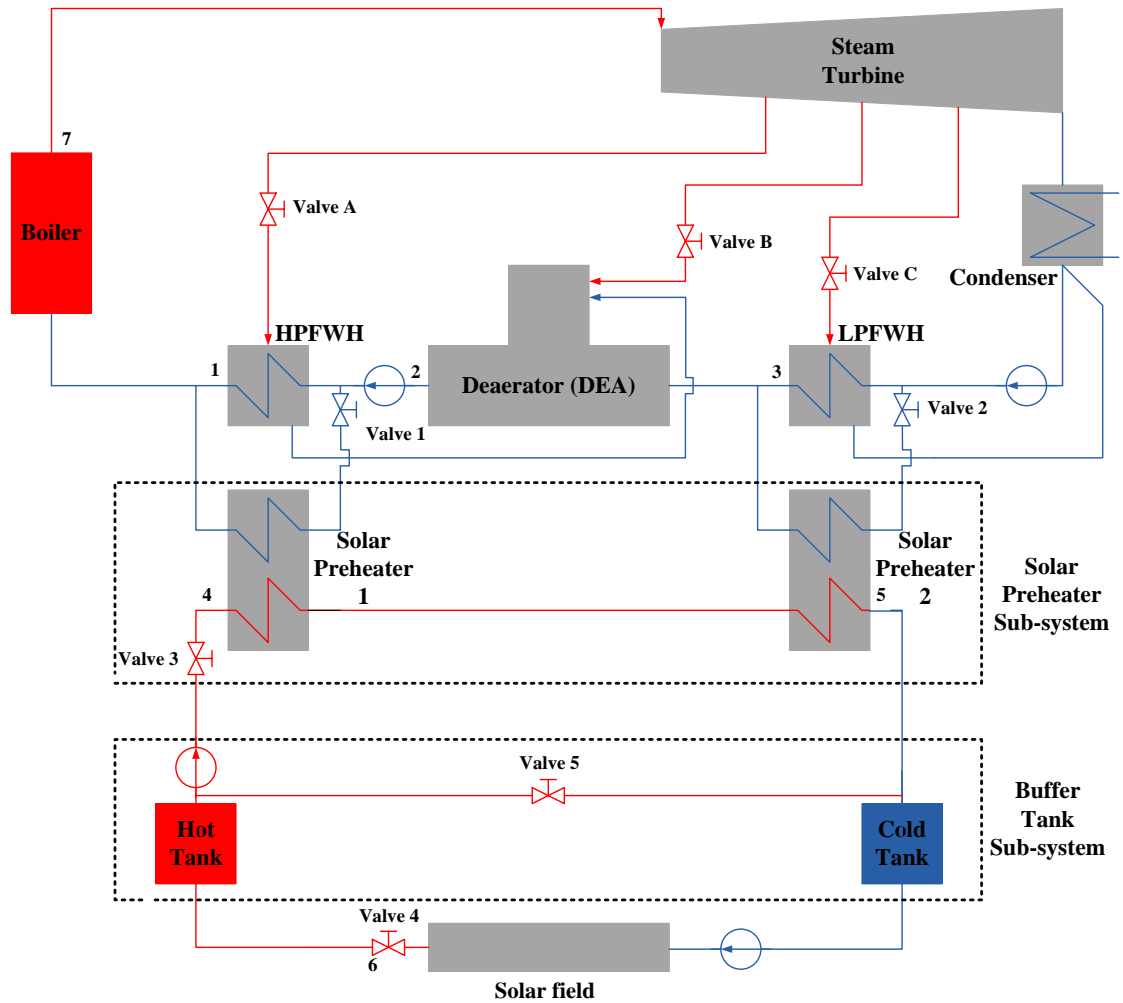 Steam
Turbine
7
Boiler
Valve A
Valve B
Valve C
Condenser
HPFWH
LPFWH
1
2
Deaerator (DEA)
3
Valve 1
Valve 2
Solar
Preheater
1
Solar
Preheater
2
4
5
Solar
Preheater
Sub-system
Valve 3
Valve 5
Hot
Tank
Cold
Tank
Buffer
Tank
Sub-system
Valve 4
6
Solar field